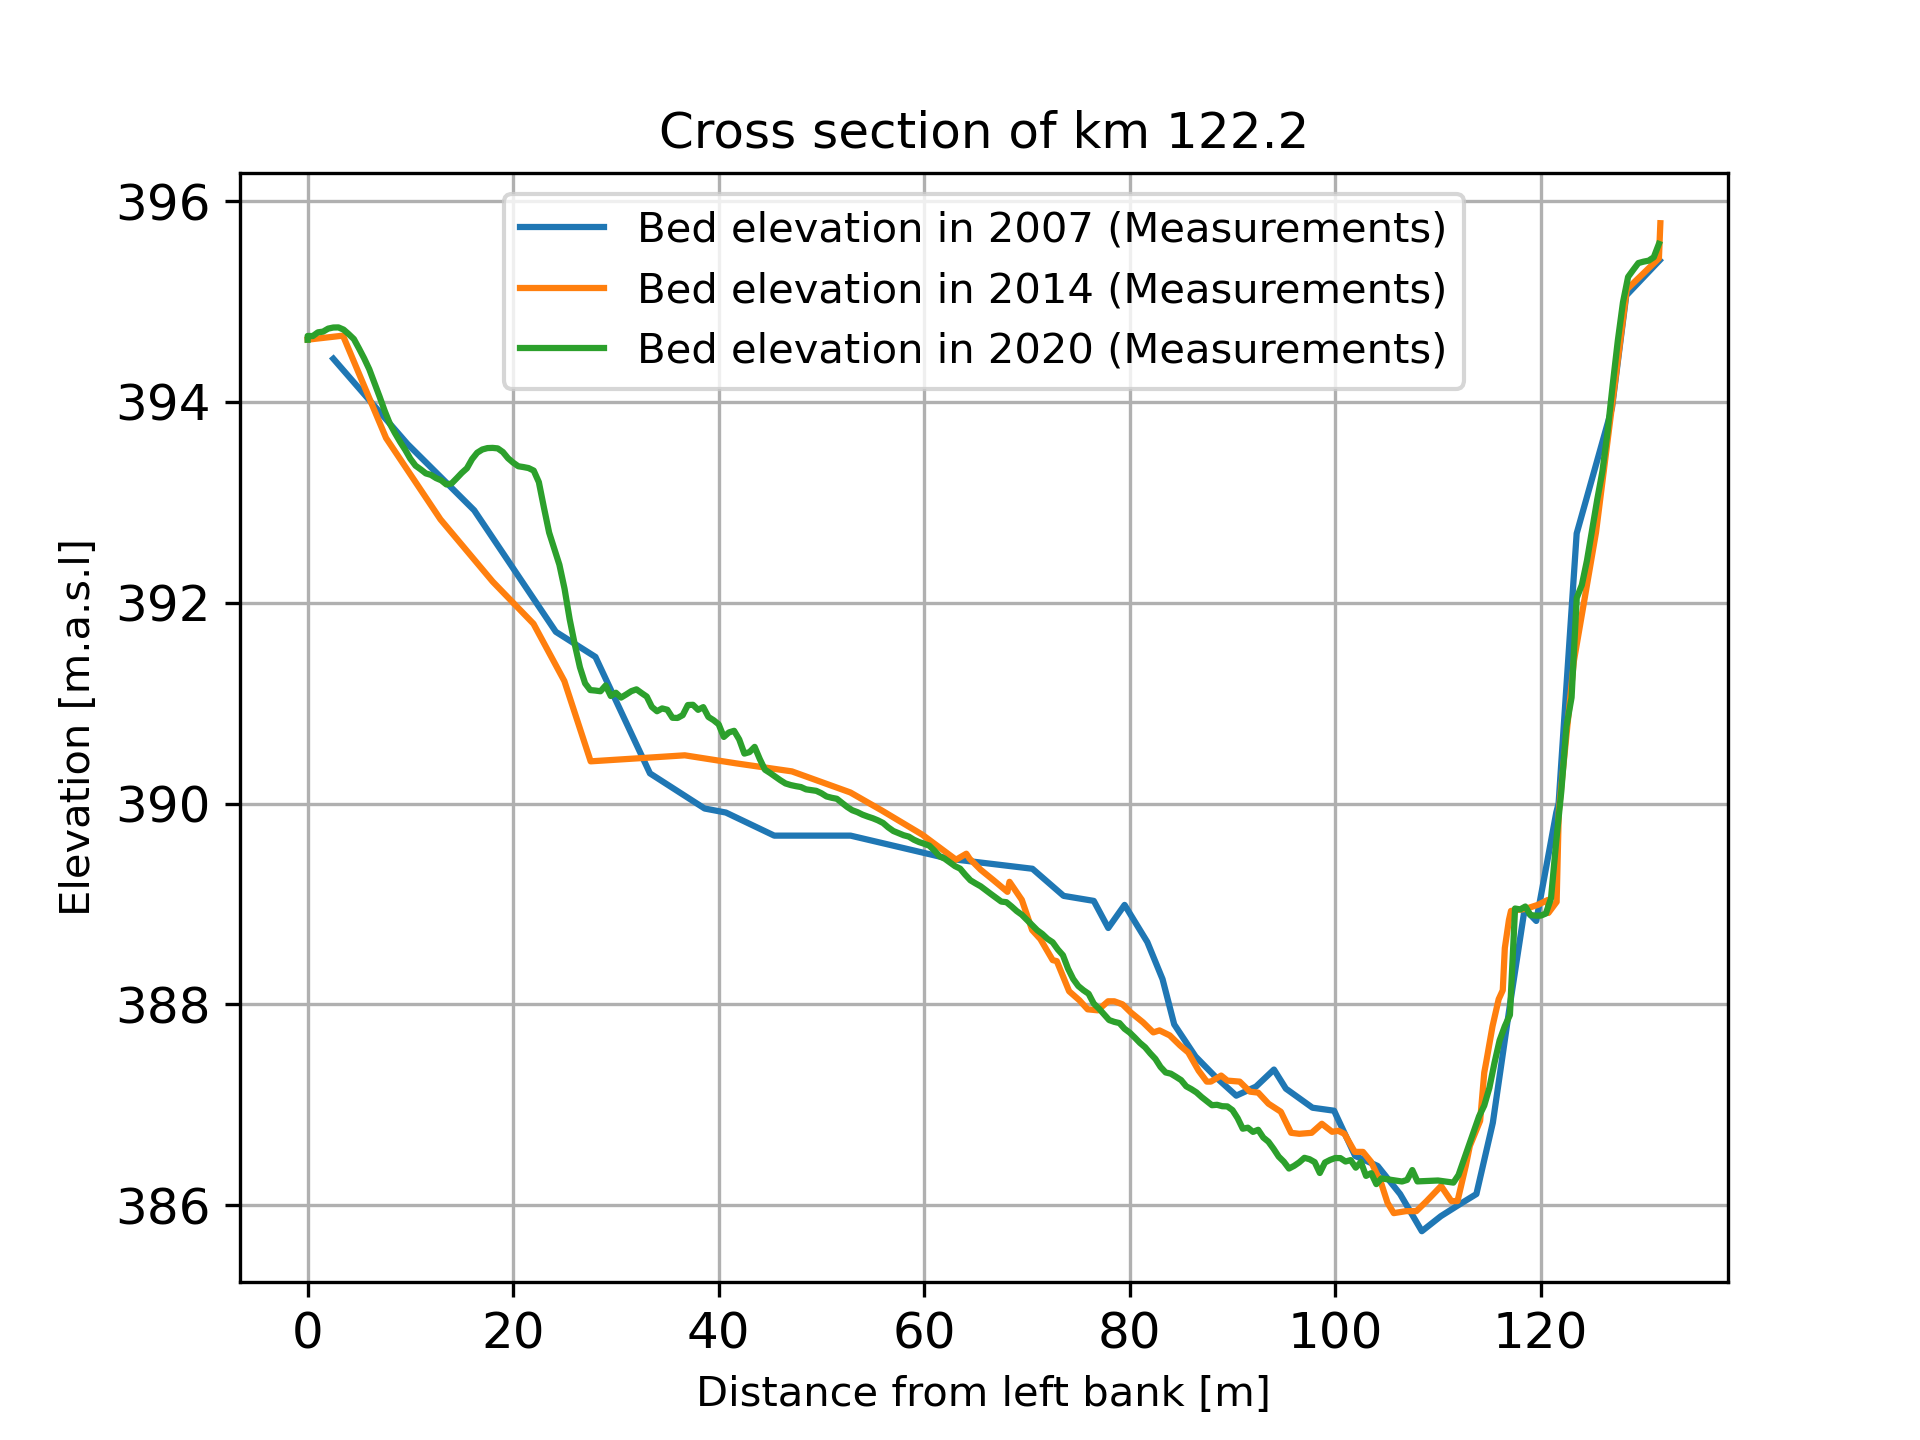 Cross section of km 122.2
Bed elevation in 2007 (Measurements)
Bed elevation in 2014 (Measurements)
Bed elevation in 2020 (Measurements)
Elevation [m.a.s.l]
396
394
392
390
388
386
0 20 40 60 80 100 120
Distance from left bank [m]